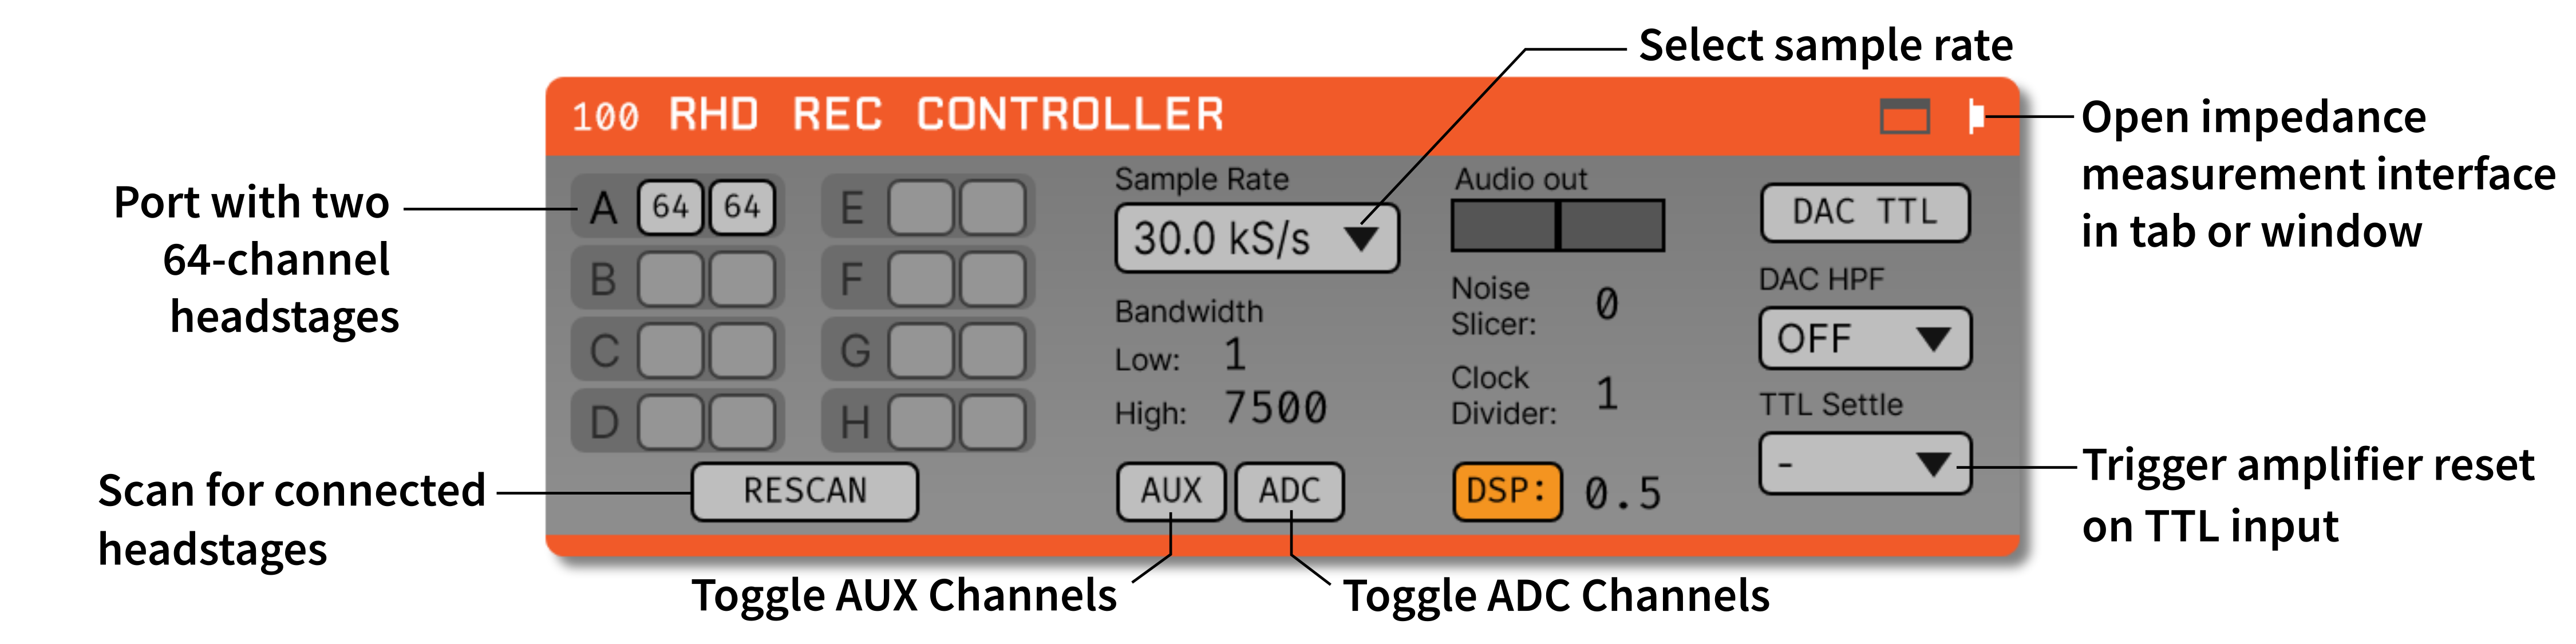 Select sample rate
100 RHD REC CONTROLLER
Open impedance
measurement interface
in tab or window
Port with two
64-channel
headstages
A 64 64
B
C
D
E
F
G
H
RESCAN
Scan for connected
headstages
Sample Rate
30.0 kS/s
Bandwidth
Low: 1
High: 7500
AUX ADC
Audio out
Noise
Slicer: 0
Clock
Divider: 1
DSP: 0.5
DAC TTL
DAC HPF
OFF
TTL Settle
-
Trigger amplifier reset
on TTL input
Toggle AUX Channels
Toggle ADC Channels